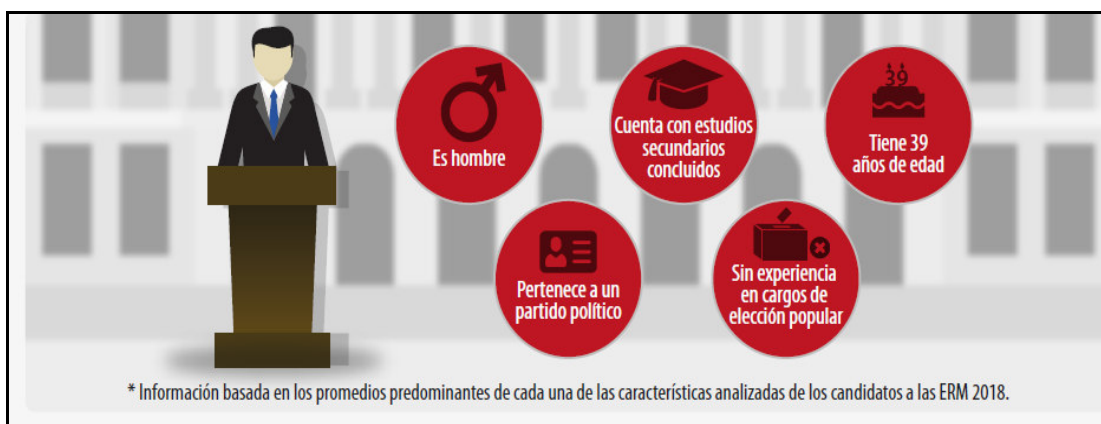 Es hombre
Cuenta con estudios
secundarios
concluidos
39
Tiene 39
años de edad
Pertenece a un
partido político
Sin experiencia
en cargos de
elección popular
* Información basada en los promedios predominantes de cada una de las características analizadas de los candidatos a las ERM 2018.